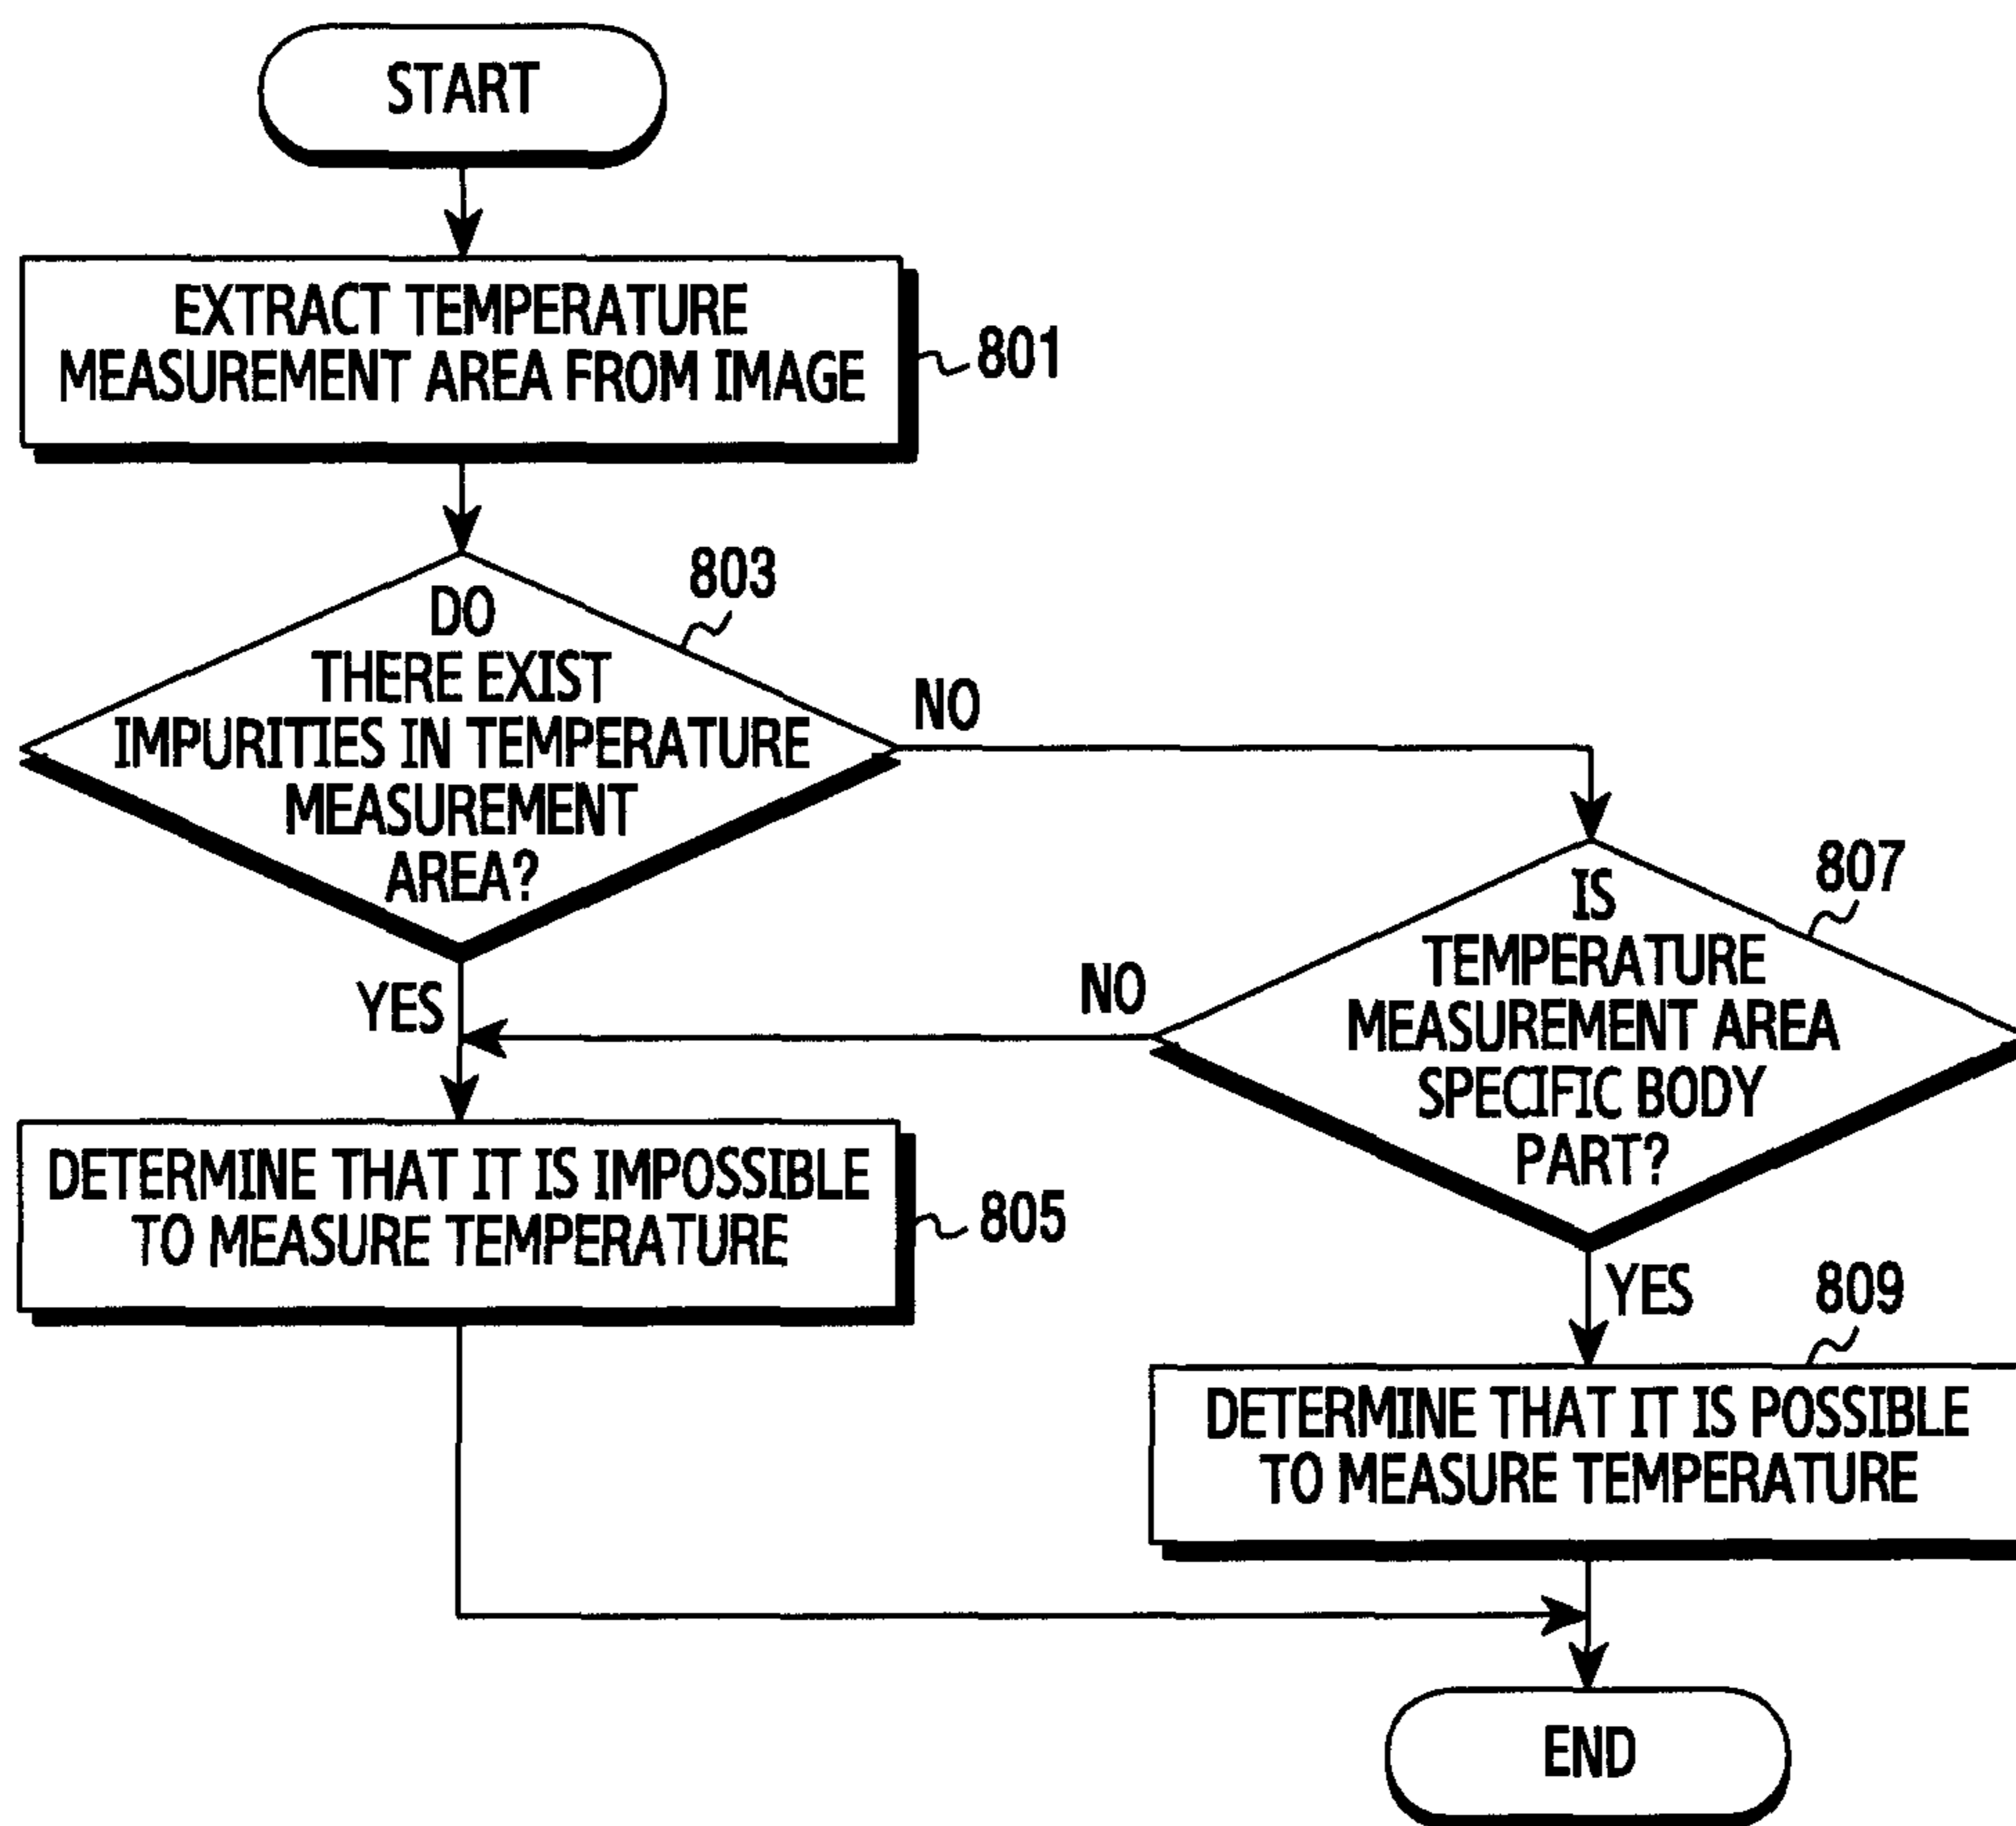 START
EXTRACT TEMPERATURE
MEASUREMENT AREA FROM IMAGE
801
DO
THERE EXIST
IMPURITIES IN TEMPERATURE
MEASUREMENT
AREA?
803
NO
YES
IS
TEMPERATURE
MEASUREMENT AREA
SPECIFIC BODY
PART?
807
NO
YES
DETERMINE THAT IT IS IMPOSSIBLE
TO MEASURE TEMPERATURE
805
809
DETERMINE THAT IT IS POSSIBLE
TO MEASURE TEMPERATURE
END